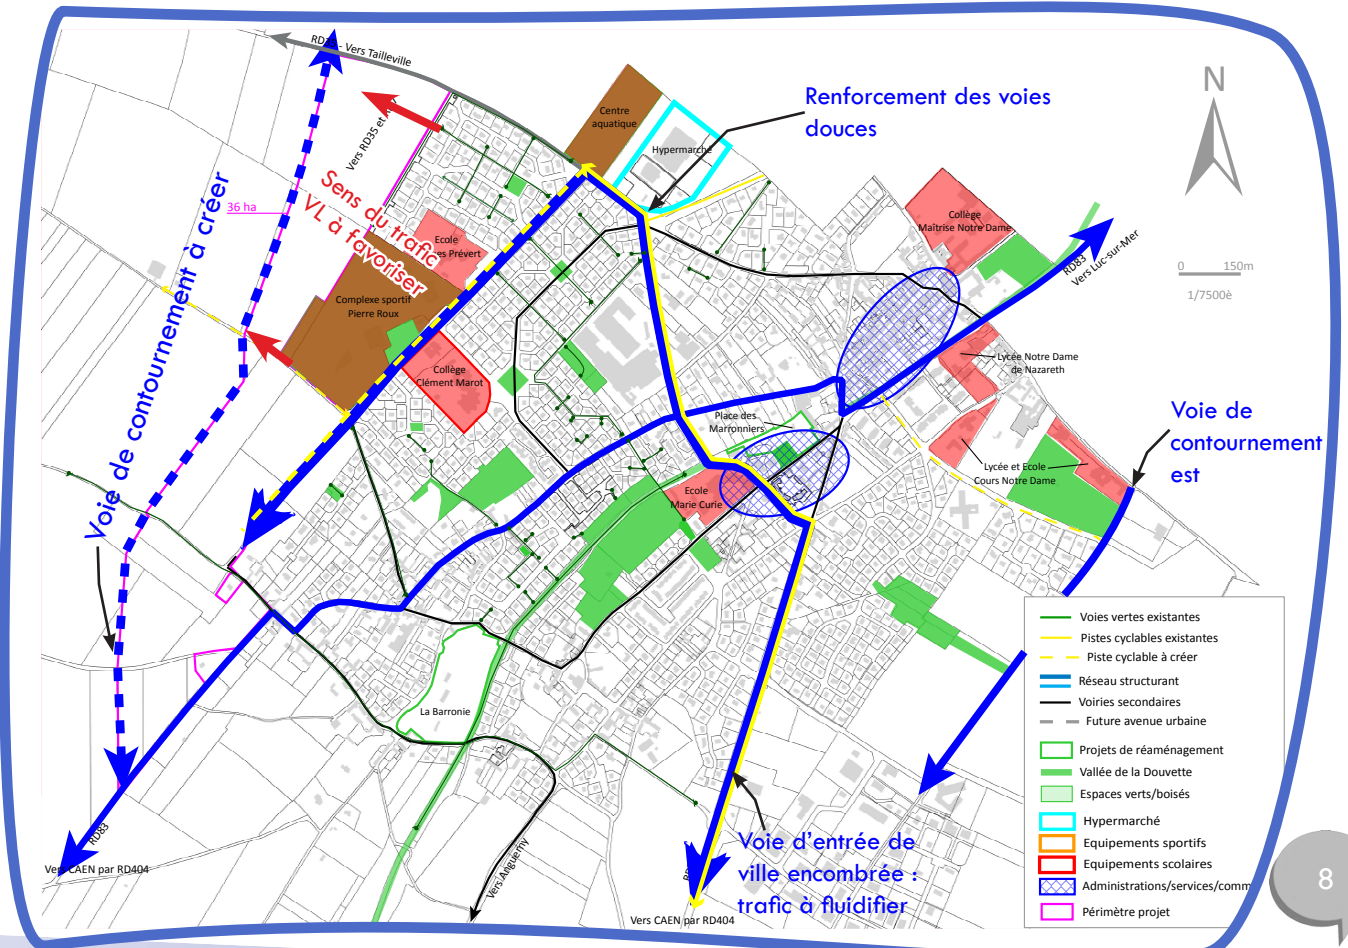 RD35 - Vers Tailleville
Vers RD35 et
Voie de contournement à créer
36 ha
Sens du trafic
VL à favoriser
Centre
aquatique
Hypermarché
Renforcement des voies
douces
N
0 150m
1/7500è
Collège
Maîtrise Notre Dame
RD83
Vers Luc-sur-Mer
Ecole
es Prévert
Complexe sportif
Pierre Roux
Collège
Clément Marot
Lycée Notre Dame
de Nazareth
Place des
Marronniers
Voie de
contournement
est
Lycée et Ecole
Cours Notre Dame
Ecole
Marie Curie
La Barronie
RD83
Vers CAEN par RD404
Vers Anguerny
Voie d'entrée de
ville encombrée :
trafic à fluidifier
Vers CAEN par RD404
Voies vertes existantes
Pistes cyclables existantes
Piste cyclable à créer
Réseau structurant
Voiries secondaires
Future avenue urbaine
Projets de réaménagement
Vallée de la Douvette
Espaces verts/boisés
Hypermarché
Equipements sportifs
Equipements scolaires
Administrations/services/comm
Périmètre projet
8